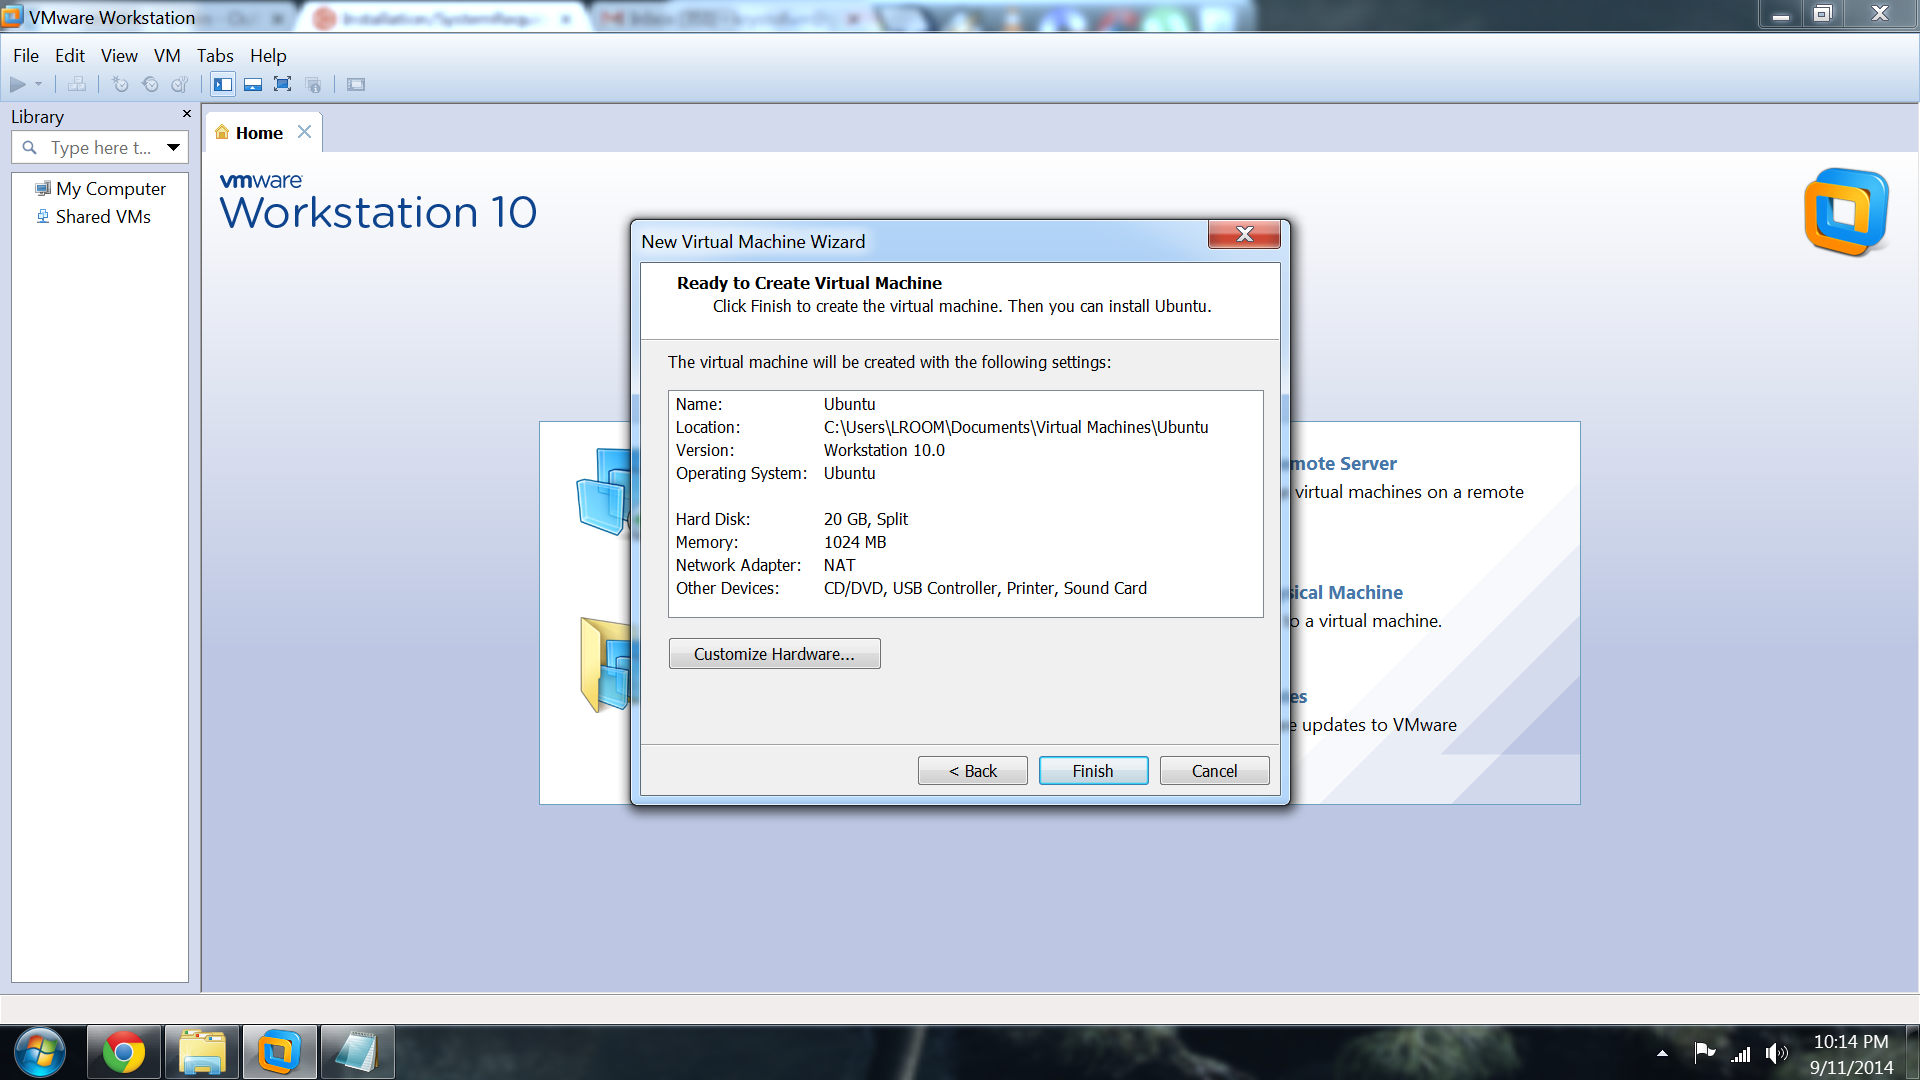 VMware Workstation
File Edit View VM Tabs Help
Library
Type here t...
My Computer
Shared VMs
Home
vmware
Workstation 10
New Virtual Machine Wizard
Ready to Create Virtual Machine
Click Finish to create the virtual machine. Then you can install Ubuntu.
The virtual machine will be created with the following settings:
Name: Ubuntu
Location: C:\Users\LROOM\Documents\Virtual Machines\Ubuntu
Version: Workstation 10.0
Operating System: Ubuntu
Hard Disk: 20 GB, Split
Memory: 1024 MB
Network Adapter: NAT
Other Devices: CD/DVD, USB Controller, Printer, Sound Card
Customize Hardware...
< Back Finish Cancel
mote Server
virtual machines on a remote
sical Machine
o a virtual machine.
es
e updates to VMware
10:14 PM
9/11/2014